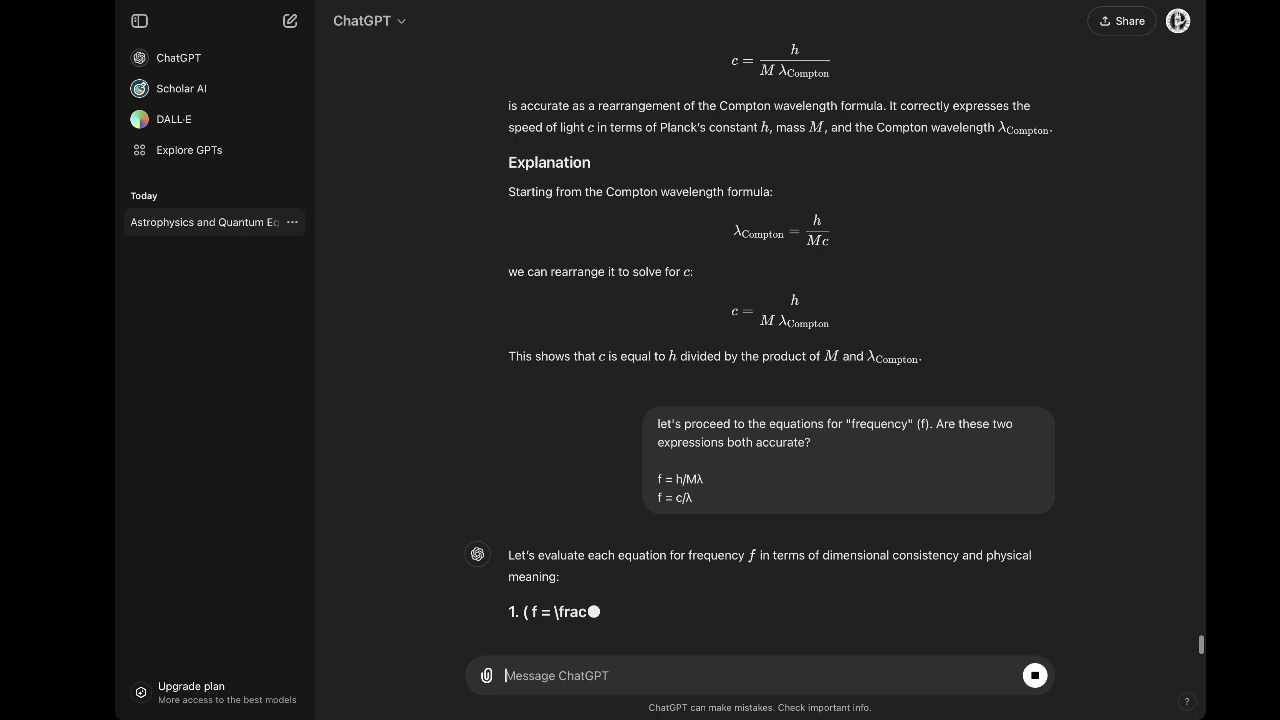 ChatGPT
Scholar AI
DALL·E
Explore GPTs
Today
Astrophysics and Quantum Eq
Upgrade plan
More access to the best models
ChatGPT
Share
c = h / M λCompton
is accurate as a rearrangement of the Compton wavelength formula. It correctly expresses the
speed of light c in terms of Planck's constant h, mass M, and the Compton wavelength λCompton.
Explanation
Starting from the Compton wavelength formula:
λCompton = h / Mc
we can rearrange it to solve for c:
c = h / M λCompton
This shows that c is equal to h divided by the product of M and λCompton.
let's proceed to the equations for "frequency" (f). Are these two
expressions both accurate?
f = h/Mλ
f = c/λ
Let's evaluate each equation for frequency f in terms of dimensional consistency and physical
meaning:
1. ( f = \frac
Message ChatGPT
ChatGPT can make mistakes. Check important info.
?